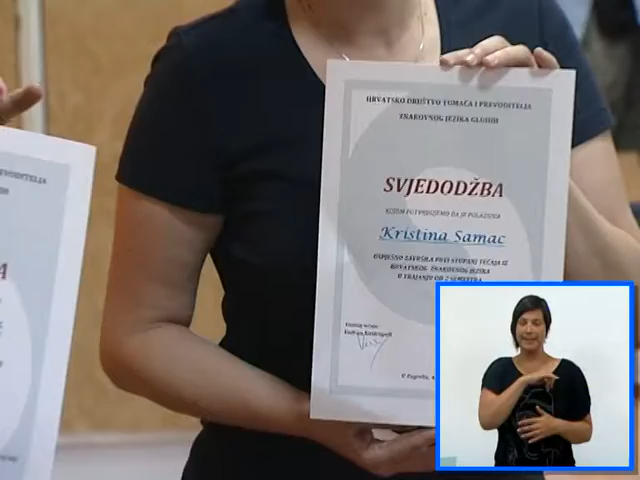 HRVATSKO DRUŠTVO TUMAČA I PREVODITELJA
ZNAKOVNOG JEZIKA GLUHIH
SVJEDODŽBA
KOJOM POTVRĐUJEMO DA JE POLAZNICA
Kristina Samac
USPJEŠNO ZAVRŠILA PRVI STUPANJ TEČAJA IZ
HRVATSKOG ZNAKOVNOG JEZIKA
U TRAJANJU OD 2 SEMESTRA
U Zagrebu,